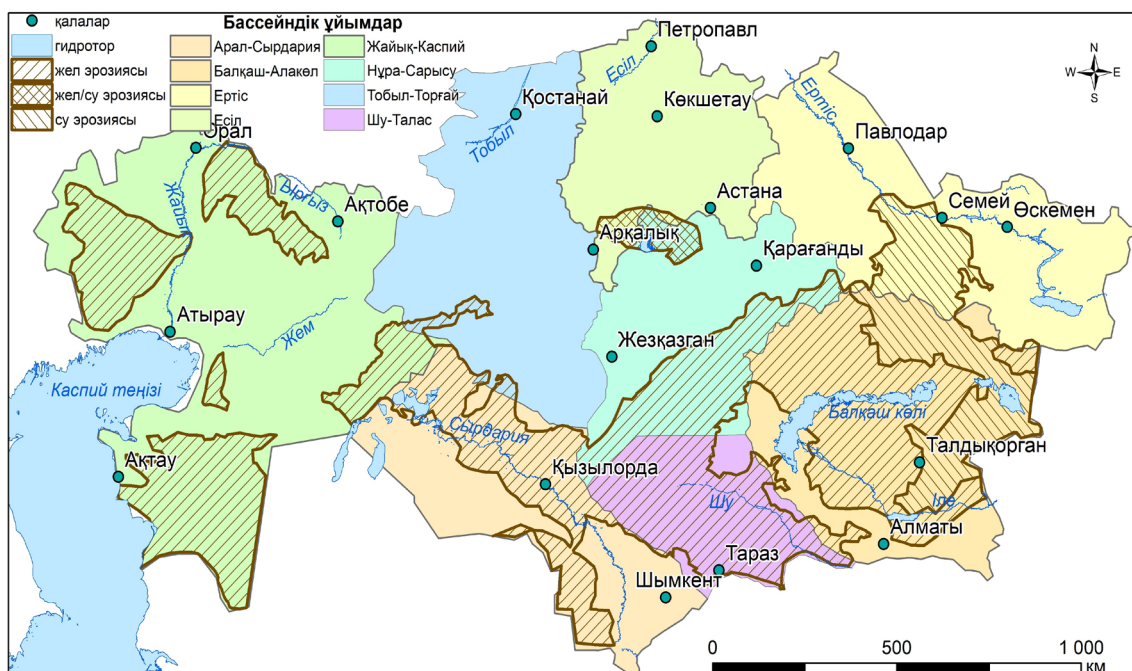 Бассейндік ұйымдар
қалалар
гидротор
жел эрозиясы
жел/су эрозиясы
су эрозиясы
Арал-Сырдария
Балқаш-Алакөл
Ертіс
Есіл
Жайық-Каспий
Нұра-Сарысу
Тобыл-Торғай
Шу-Талас
N
W E
S
Петропавл
Есіл
Қостанай
Көкшетау
Тобыл
Ертіс
Павлодар
Орал
Жайық
Ырғыз
Ақтобе
Астана
Семей
Өскемен
Арқалық
Қарағанды
Атырау
Жем
Жезқазган
Каспий теңізі
Балқаш көлі
Сырдария
Талдықорган
Ақтау
Қызылорда
Шу
Іле
Алматы
Тараз
Шымкент
0 500 1 000
км